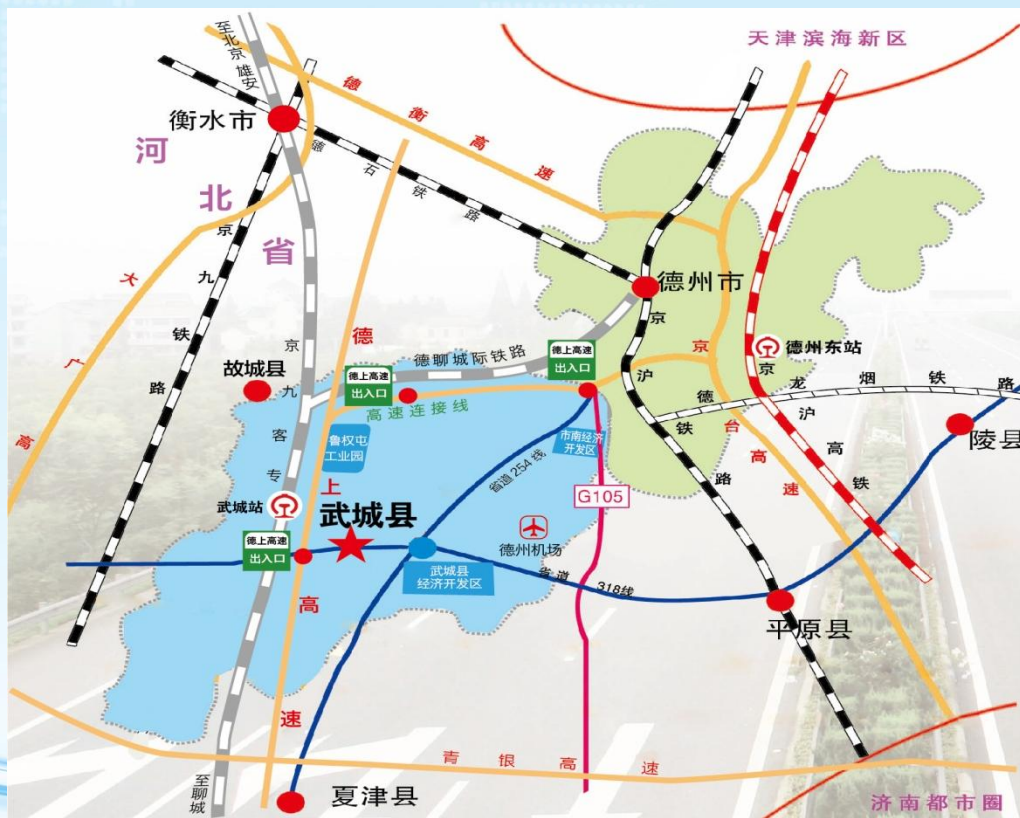 至北京雄安
天津滨海新区
衡水市
德衡高速
河北省
德石铁路
京九铁路
大广高速
德州市
京沪铁路
德州东站
京沪高铁
京台高速
德龙烟铁路
陵县
德聊城际铁路
德上高速
出入口
德上高速
出入口
高速连接线
故城县
京九客专
鲁权屯
工业园
市南经济
开发区
省道254线
G105
武城站
武城县
德上高速
出入口
德上高速
武城县
经济开发区
德州机场
省道 318线
平原县
青银高速
至聊城
夏津县
济南都市圈